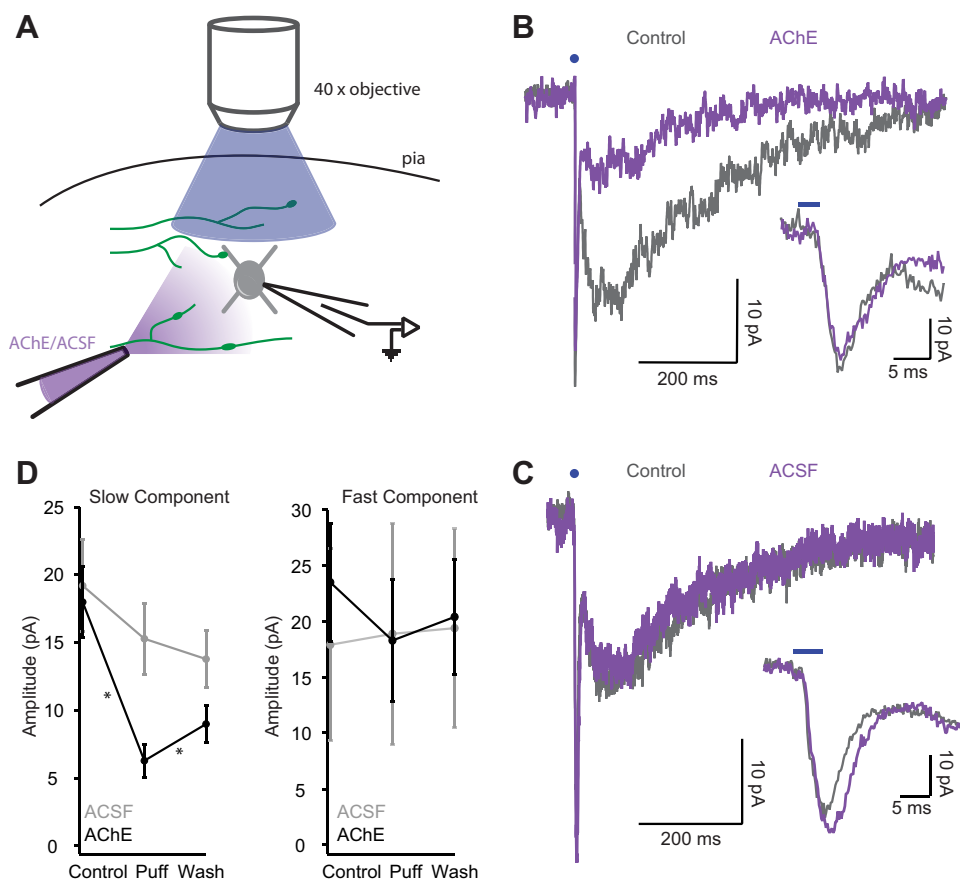 A
40 x objective
pia
AChE/ACSF
B
Control AChE
10 pA
200 ms
10 pA
5 ms
D
Slow Component
25
20
15
10
5
0
Amplitude (pA)
*
*
ACSF
AChE
Control Puff Wash
Fast Component
30
25
20
15
10
5
0
Amplitude (pA)
ACSF
AChE
Control Puff Wash
C
Control ACSF
10 pA
200 ms
10 pA
5 ms